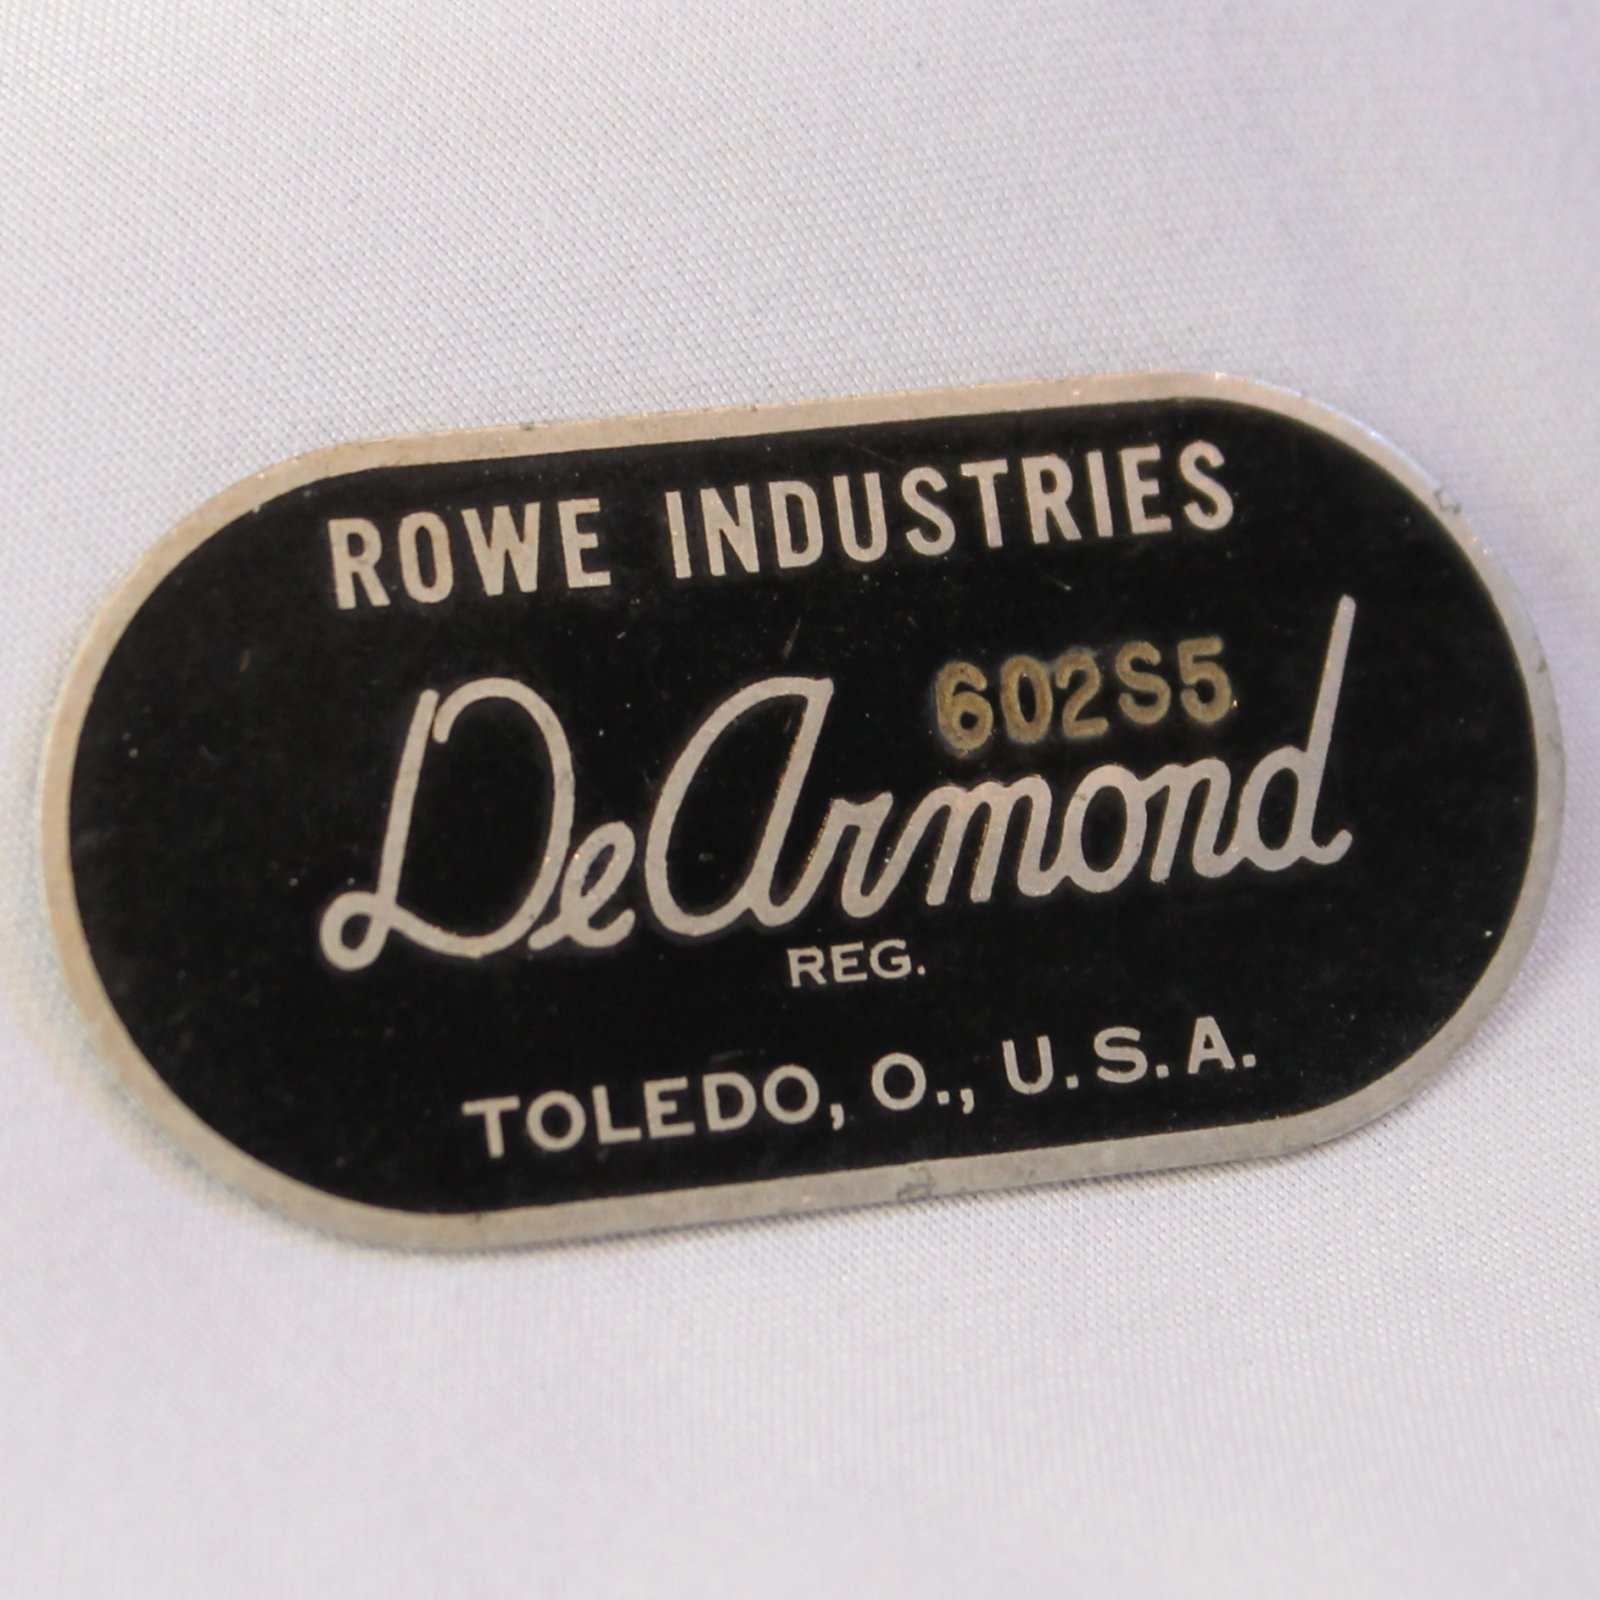 ROWE INDUSTRIES
602S5
DeArmond
REG.
TOLEDO, O., U.S.A.